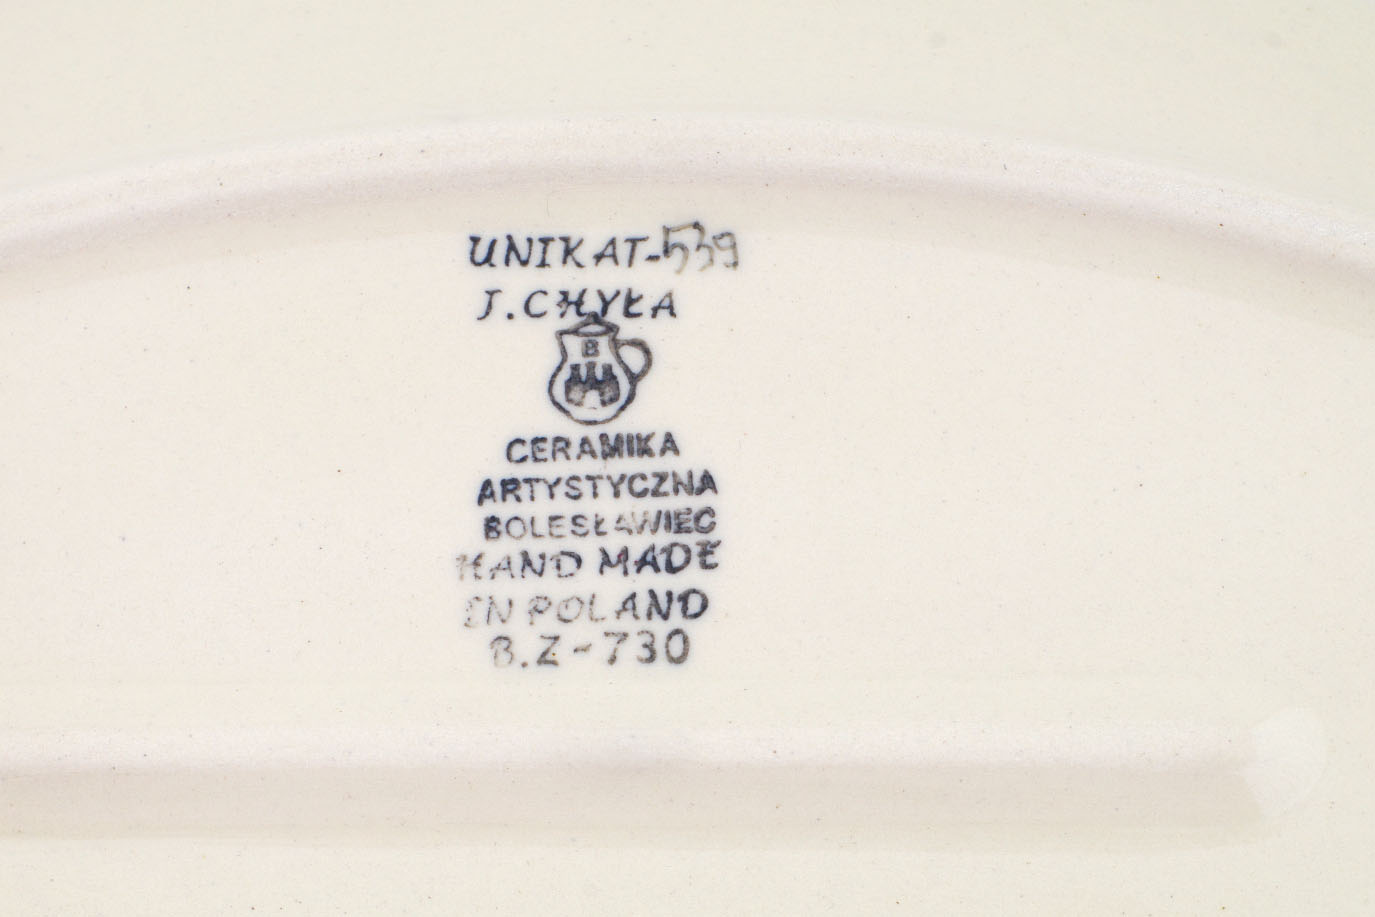 UNIKAT-539
J.CHYŁA
B
CERAMIKA
ARTYSTYCZNA
BOLESŁAWIEC
HAND MADE
IN POLAND
B.Z-730